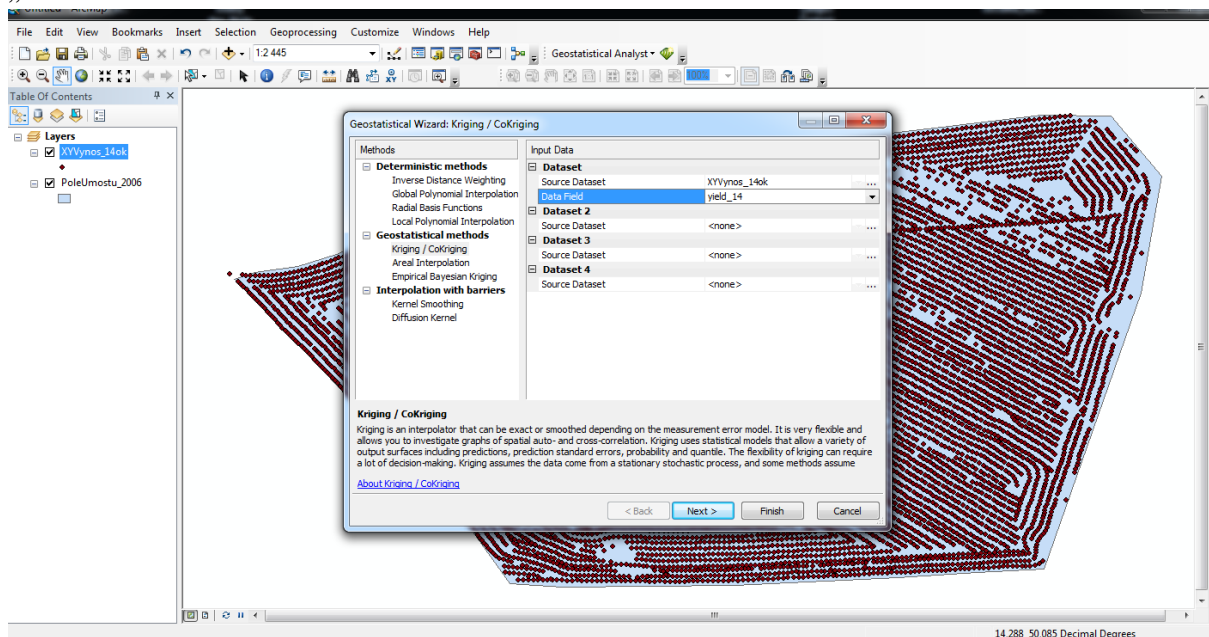 Untitled - ArcMap
File Edit View Bookmarks Insert Selection Geoprocessing Customize Windows Help
1:2 445
Geostatistical Analyst
100%
Table Of Contents
Layers
XYVynos_14ok
PoleUmostu_2006
Geostatistical Wizard: Kriging / CoKriging
Methods
Deterministic methods
Inverse Distance Weighting
Global Polynomial Interpolation
Radial Basis Functions
Local Polynomial Interpolation
Geostatistical methods
Kriging / CoKriging
Areal Interpolation
Empirical Bayesian Kriging
Interpolation with barriers
Kernel Smoothing
Diffusion Kernel
Input Data
Dataset
Source Dataset XYVynos_14ok ...
Data Field yield_14
Dataset 2
Source Dataset <none> ...
Dataset 3
Source Dataset <none> ...
Dataset 4
Source Dataset <none> ...
Kriging / CoKriging
Kriging is an interpolator that can be exact or smoothed depending on the measurement error model. It is very flexible and
allows you to investigate graphs of spatial auto- and cross-correlation. Kriging uses statistical models that allow a variety of
output surfaces including predictions, prediction standard errors, probability and quantile. The flexibility of kriging can require
a lot of decision-making. Kriging assumes the data come from a stationary stochastic process, and some methods assume
About Kriging / CoKriging
< Back Next > Finish Cancel
14,288 50,085 Decimal Degrees